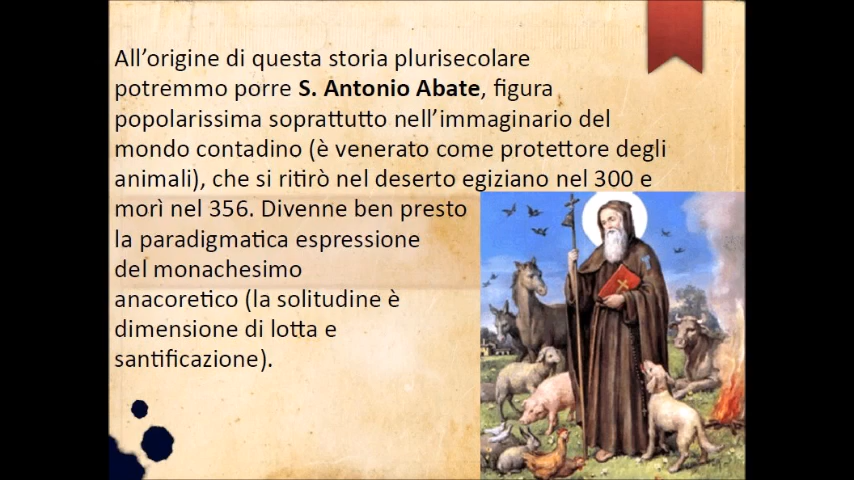 All’origine di questa storia plurisecolare
potremmo porre S. Antonio Abate, figura
popolarissima soprattutto nell’immaginario del
mondo contadino (è venerato come protettore degli
animali), che si ritirò nel deserto egiziano nel 300 e
morì nel 356. Divenne ben presto
la paradigmatica espressione
del monachesimo
anacoretico (la solitudine è
dimensione di lotta e
santificazione).